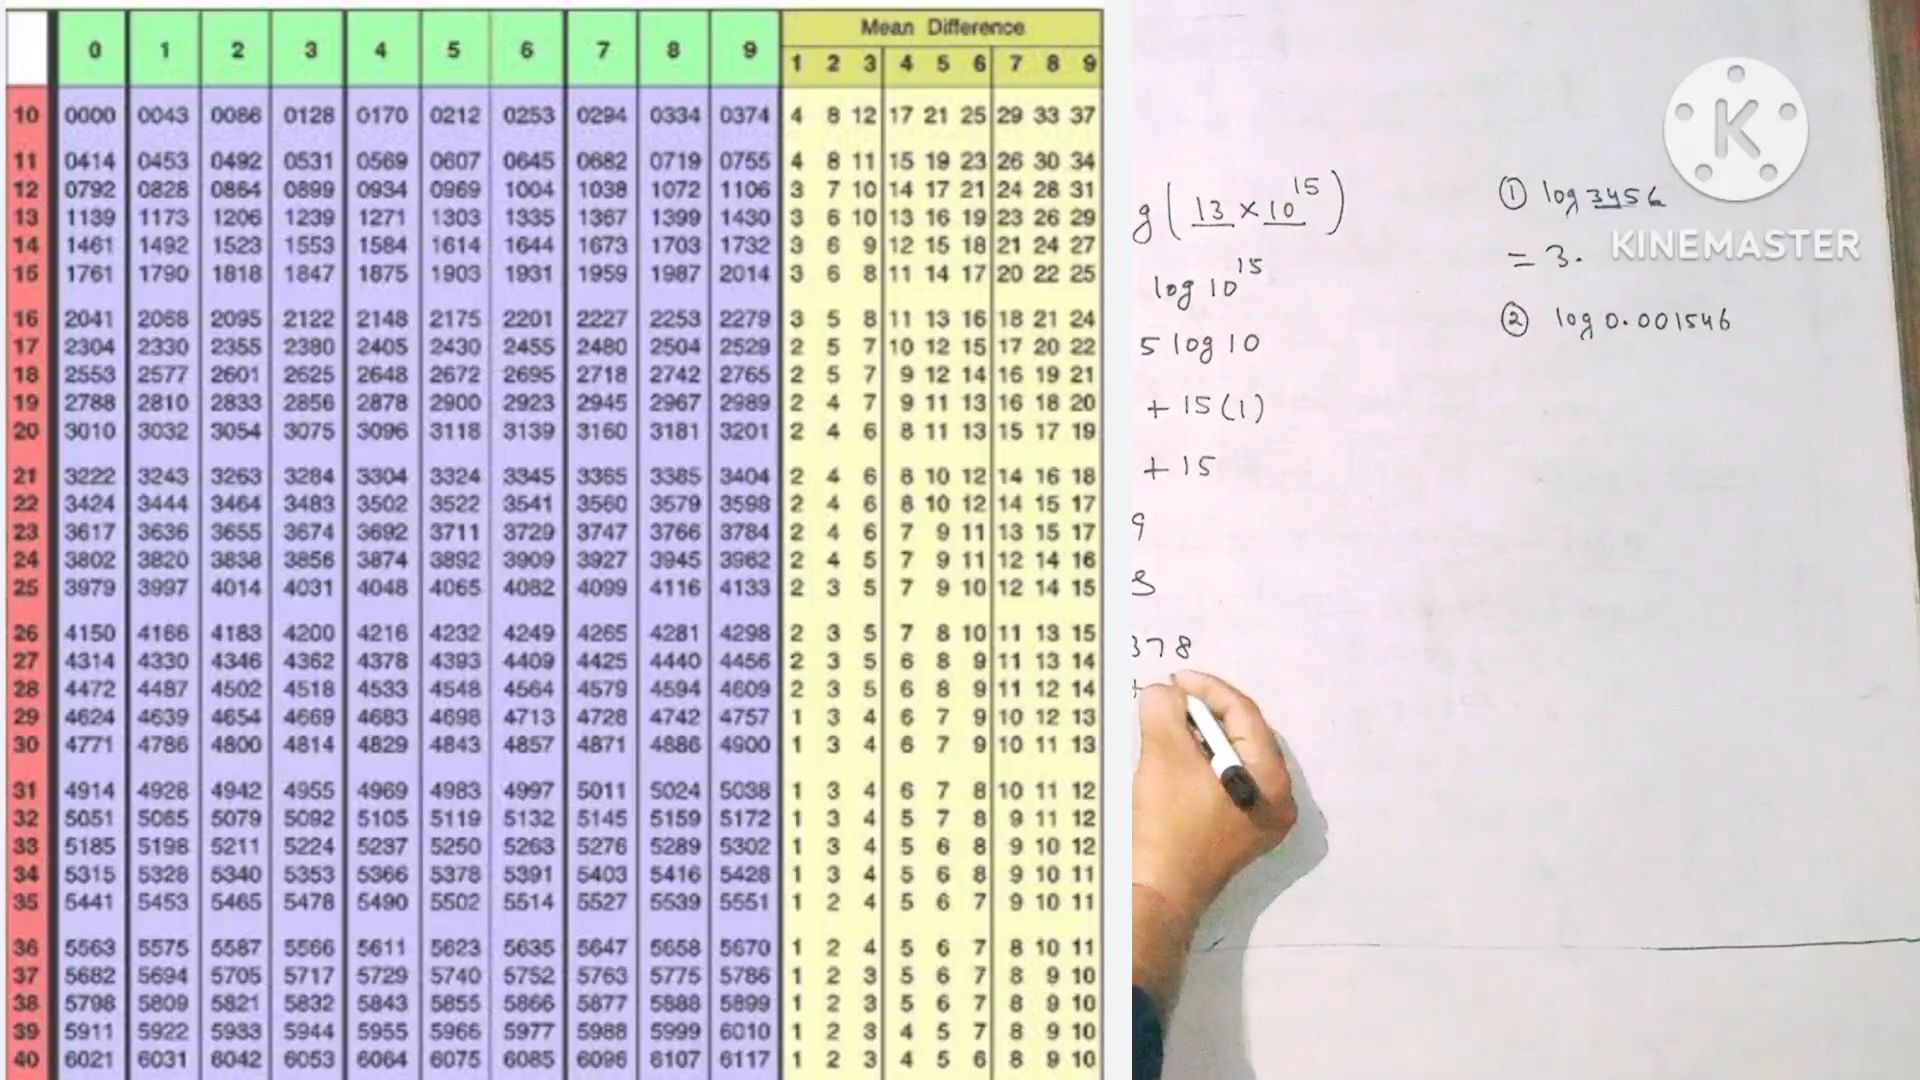 Mean Difference
0 1 2 3 4 5 6 7 8 9 1 2 3 4 5 6 7 8 9
10 0000 0043 0086 0128 0170 0212 0253 0294 0334 0374 4 8 12 17 21 25 29 33 37
11 0414 0453 0492 0531 0569 0607 0645 0682 0719 0755 4 8 11 15 19 23 26 30 34
12 0792 0828 0864 0899 0934 0969 1004 1038 1072 1106 3 7 10 14 17 21 24 28 31
13 1139 1173 1206 1239 1271 1303 1335 1367 1399 1430 3 6 10 13 16 19 23 26 29
14 1461 1492 1523 1553 1584 1614 1644 1673 1703 1732 3 6 9 12 15 18 21 24 27
15 1761 1790 1818 1847 1875 1903 1931 1959 1987 2014 3 6 8 11 14 17 20 22 25
16 2041 2068 2095 2122 2148 2175 2201 2227 2253 2279 3 5 8 11 13 16 18 21 24
17 2304 2330 2355 2380 2405 2430 2455 2480 2504 2529 2 5 7 10 12 15 17 20 22
18 2553 2577 2601 2625 2648 2672 2695 2718 2742 2765 2 5 7 9 12 14 16 19 21
19 2788 2810 2833 2856 2878 2900 2923 2945 2967 2989 2 4 7 9 11 13 16 18 20
20 3010 3032 3054 3075 3096 3118 3139 3160 3181 3201 2 4 6 8 11 13 15 17 19
21 3222 3243 3263 3284 3304 3324 3345 3365 3385 3404 2 4 6 8 10 12 14 16 18
22 3424 3444 3464 3483 3502 3522 3541 3560 3579 3598 2 4 6 8 10 12 14 15 17
23 3617 3636 3655 3674 3692 3711 3729 3747 3766 3784 2 4 6 7 9 11 13 15 17
24 3802 3820 3838 3856 3874 3892 3909 3927 3945 3962 2 4 5 7 9 11 12 14 16
25 3979 3997 4014 4031 4048 4065 4082 4099 4116 4133 2 3 5 7 9 10 12 14 15
26 4150 4166 4183 4200 4216 4232 4249 4265 4281 4298 2 3 5 7 8 10 11 13 15
27 4314 4330 4346 4362 4378 4393 4409 4425 4440 4456 2 3 5 6 8 9 11 13 14
28 4472 4487 4502 4518 4533 4548 4564 4579 4594 4609 2 3 5 6 8 9 11 12 14
29 4624 4639 4654 4669 4683 4698 4713 4728 4742 4757 1 3 4 6 7 9 10 12 13
30 4771 4786 4800 4814 4829 4843 4857 4871 4886 4900 1 3 4 6 7 9 10 11 13
31 4914 4928 4942 4955 4969 4983 4997 5011 5024 5038 1 3 4 6 7 8 10 11 12
32 5051 5065 5079 5092 5105 5119 5132 5145 5159 5172 1 3 4 5 7 8 9 11 12
33 5185 5198 5211 5224 5237 5250 5263 5276 5289 5302 1 3 4 5 6 8 9 10 12
34 5315 5328 5340 5353 5366 5378 5391 5403 5416 5428 1 3 4 5 6 8 9 10 11
35 5441 5453 5465 5478 5490 5502 5514 5527 5539 5551 1 2 4 5 6 7 9 10 11
36 5563 5575 5587 5566 5611 5623 5635 5647 5658 5670 1 2 4 5 6 7 8 10 11
37 5682 5694 5705 5717 5729 5740 5752 5763 5775 5786 1 2 3 5 6 7 8 9 10
38 5798 5809 5821 5832 5843 5855 5866 5877 5888 5899 1 2 3 5 6 7 8 9 10
39 5911 5922 5933 5944 5955 5966 5977 5988 5999 6010 1 2 3 4 5 7 8 9 10
40 6021 6031 6042 6053 6064 6075 6085 6096 6107 6117 1 2 3 4 5 6 8 9 10
g(13 × 10^15)
log 10^15
5 log 10
+ 15(1)
+ 15
9
378
+
① log 3456
= 3.
② log 0.001546
K
KINEMASTER